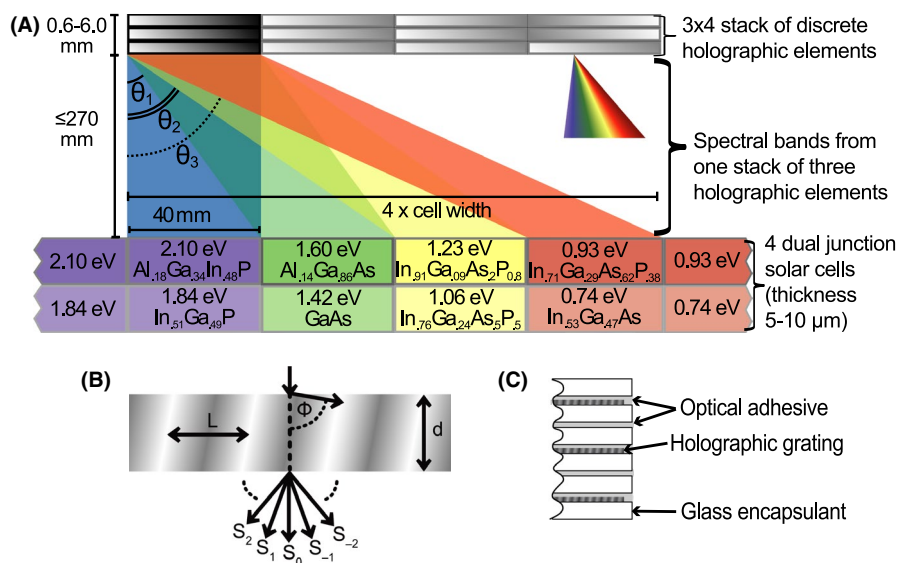 (A)
0.6-6.0
mm
3x4 stack of discrete
holographic elements
≤270
mm
θ1
θ2
θ3
Spectral bands from
one stack of three
holographic elements
40 mm
4 x cell width
2.10 eV
2.10 eV
Al.18Ga.34In.48P
1.60 eV
Al.14Ga.86As
1.23 eV
In.91Ga.09As.2P0.8
0.93 eV
In.71Ga.29As.62P.38
0.93 eV
1.84 eV
1.84 eV
In.51Ga.49P
1.42 eV
GaAs
1.06 eV
In.76Ga.24As.5P.5
0.74 eV
In.53Ga.47As
0.74 eV
4 dual junction
solar cells
(thickness
5-10 µm)
(B)
L
Φ
d
S2
S1
S0
S–1
S–2
(C)
Optical adhesive
Holographic grating
Glass encapsulant